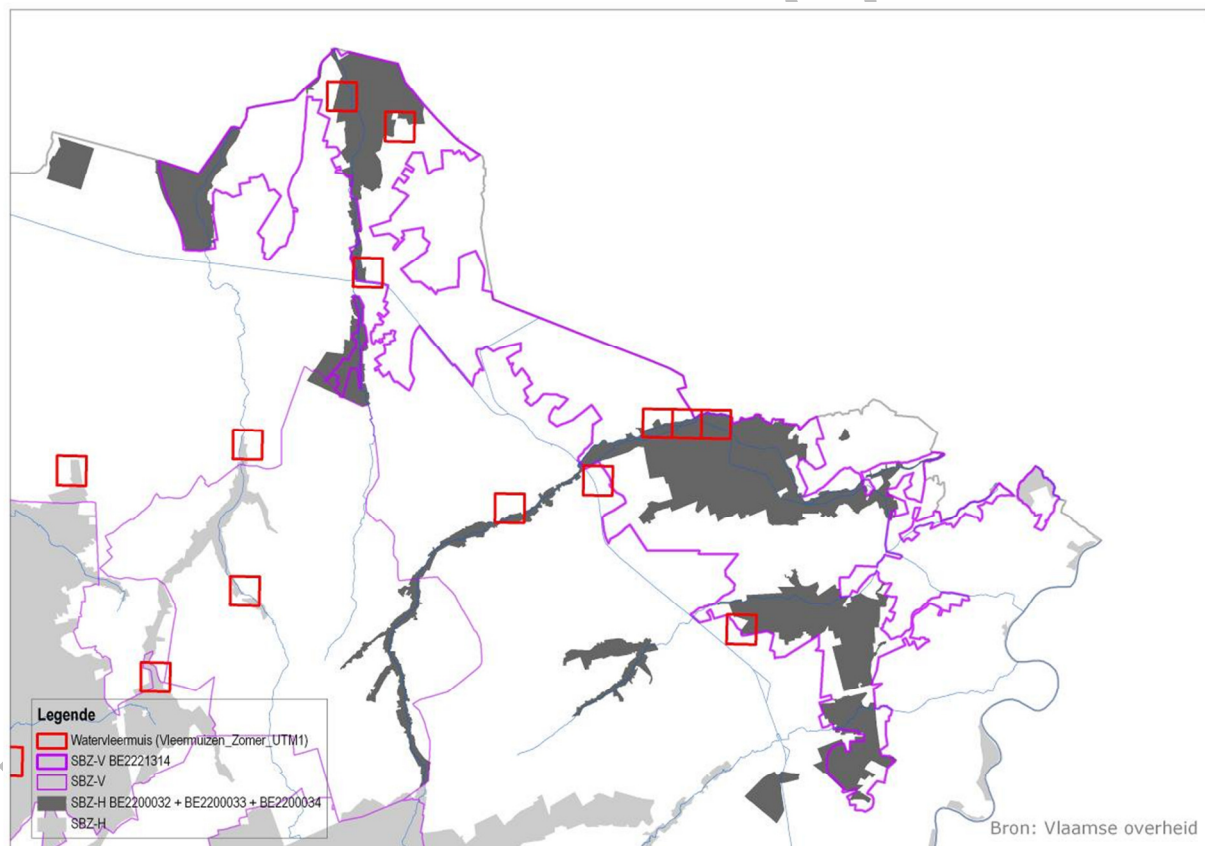 Legende
Watervleermuis (Vleermuizen_Zomer_UTM1)
SBZ-V BE2221314
SBZ-V
SBZ-H BE2200032 + BE2200033 + BE2200034
SBZ-H
Bron: Vlaamse overheid